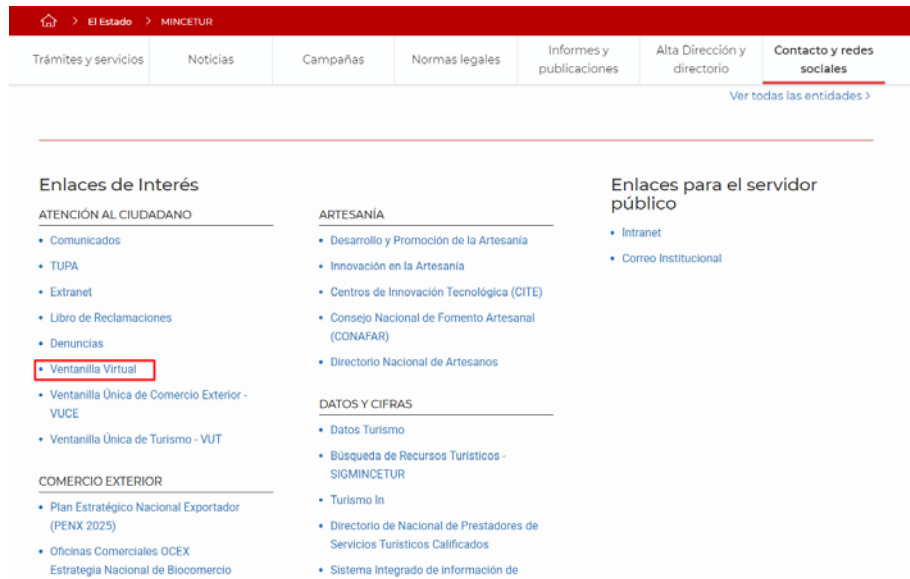 > El Estado > MINCETUR
Trámites y servicios
Noticias
Campañas
Normas legales
Informes y
publicaciones
Alta Dirección y
directorio
Contacto y redes
sociales
Ver todas las entidades >
Enlaces de Interés
ATENCIÓN AL CIUDADANO
• Comunicados
• TUPA
• Extranet
• Libro de Reclamaciones
• Denuncias
• Ventanilla Virtual
• Ventanilla Única de Comercio Exterior -
VUCE
• Ventanilla Única de Turismo - VUT
COMERCIO EXTERIOR
• Plan Estratégico Nacional Exportador
(PENX 2025)
• Oficinas Comerciales OCEX
Estrategia Nacional de Biocomercio
ARTESANÍA
• Desarrollo y Promoción de la Artesanía
• Innovación en la Artesanía
• Centros de Innovación Tecnológica (CITE)
• Consejo Nacional de Fomento Artesanal
(CONAFAR)
• Directorio Nacional de Artesanos
DATOS Y CIFRAS
• Datos Turismo
• Búsqueda de Recursos Turísticos -
SIGMINCETUR
• Turismo In
• Directorio de Nacional de Prestadores de
Servicios Turísticos Calificados
• Sistema Integrado de información de
Enlaces para el servidor
público
• Intranet
• Correo Institucional